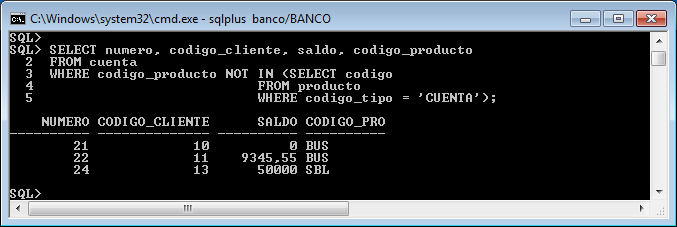 C:\Windows\system32\cmd.exe - sqlplus  banco/BANCO
SQL>
SQL> SELECT numero, codigo_cliente, saldo, codigo_producto
  2  FROM cuenta
  3  WHERE codigo_producto NOT IN (SELECT codigo
  4                                FROM producto
  5                                WHERE codigo_tipo = 'CUENTA');
    NUMERO CODIGO_CLIENTE      SALDO CODIGO_PRO
---------- -------------- ---------- ----------
        21             10          0 BUS
        22             11    9345,55 BUS
        24             13      50000 SBL
SQL>